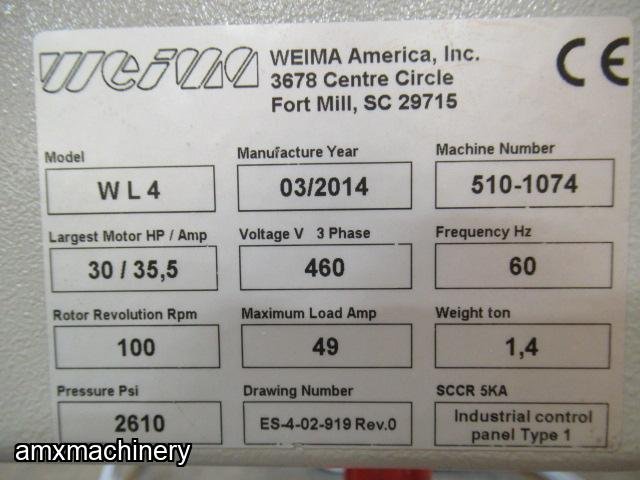 WEIMA
WEIMA America, Inc.
3678 Centre Circle
Fort Mill, SC 29715
CE
Model
Manufacture Year
Machine Number
W L 4
03/2014
510-1074
Largest Motor HP / Amp
Voltage V 3 Phase
Frequency Hz
30 / 35,5
460
60
Rotor Revolution Rpm
Maximum Load Amp
Weight ton
100
49
1,4
Pressure Psi
Drawing Number
SCCR 5KA
2610
ES-4-02-919 Rev.0
Industrial control
panel Type 1
amxmachinery